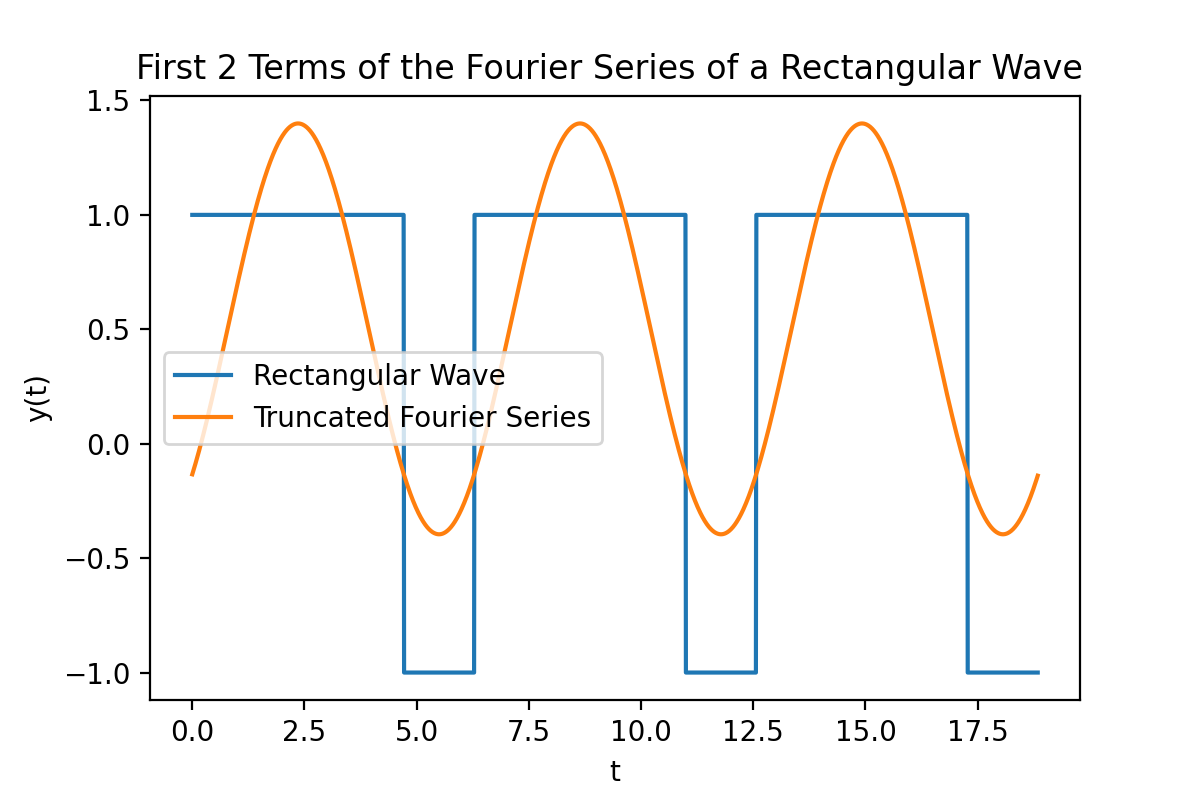 First 2 Terms of the Fourier Series of a Rectangular Wave
1.5
1.0
0.5
0.0
−0.5
−1.0
y(t)
Rectangular Wave
Truncated Fourier Series
0.0 2.5 5.0 7.5 10.0 12.5 15.0 17.5
t